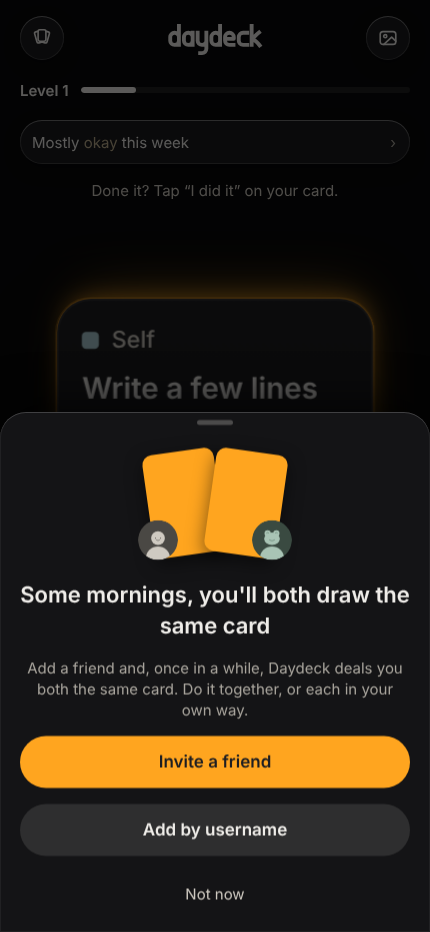 daydeck
Level 1
Mostly okay this week
Done it? Tap “I did it” on your card.
Self
Write a few lines
Some mornings, you'll both draw the
same card
Add a friend and, once in a while, Daydeck deals you
both the same card. Do it together, or each in your
own way.
Invite a friend
Add by username
Not now